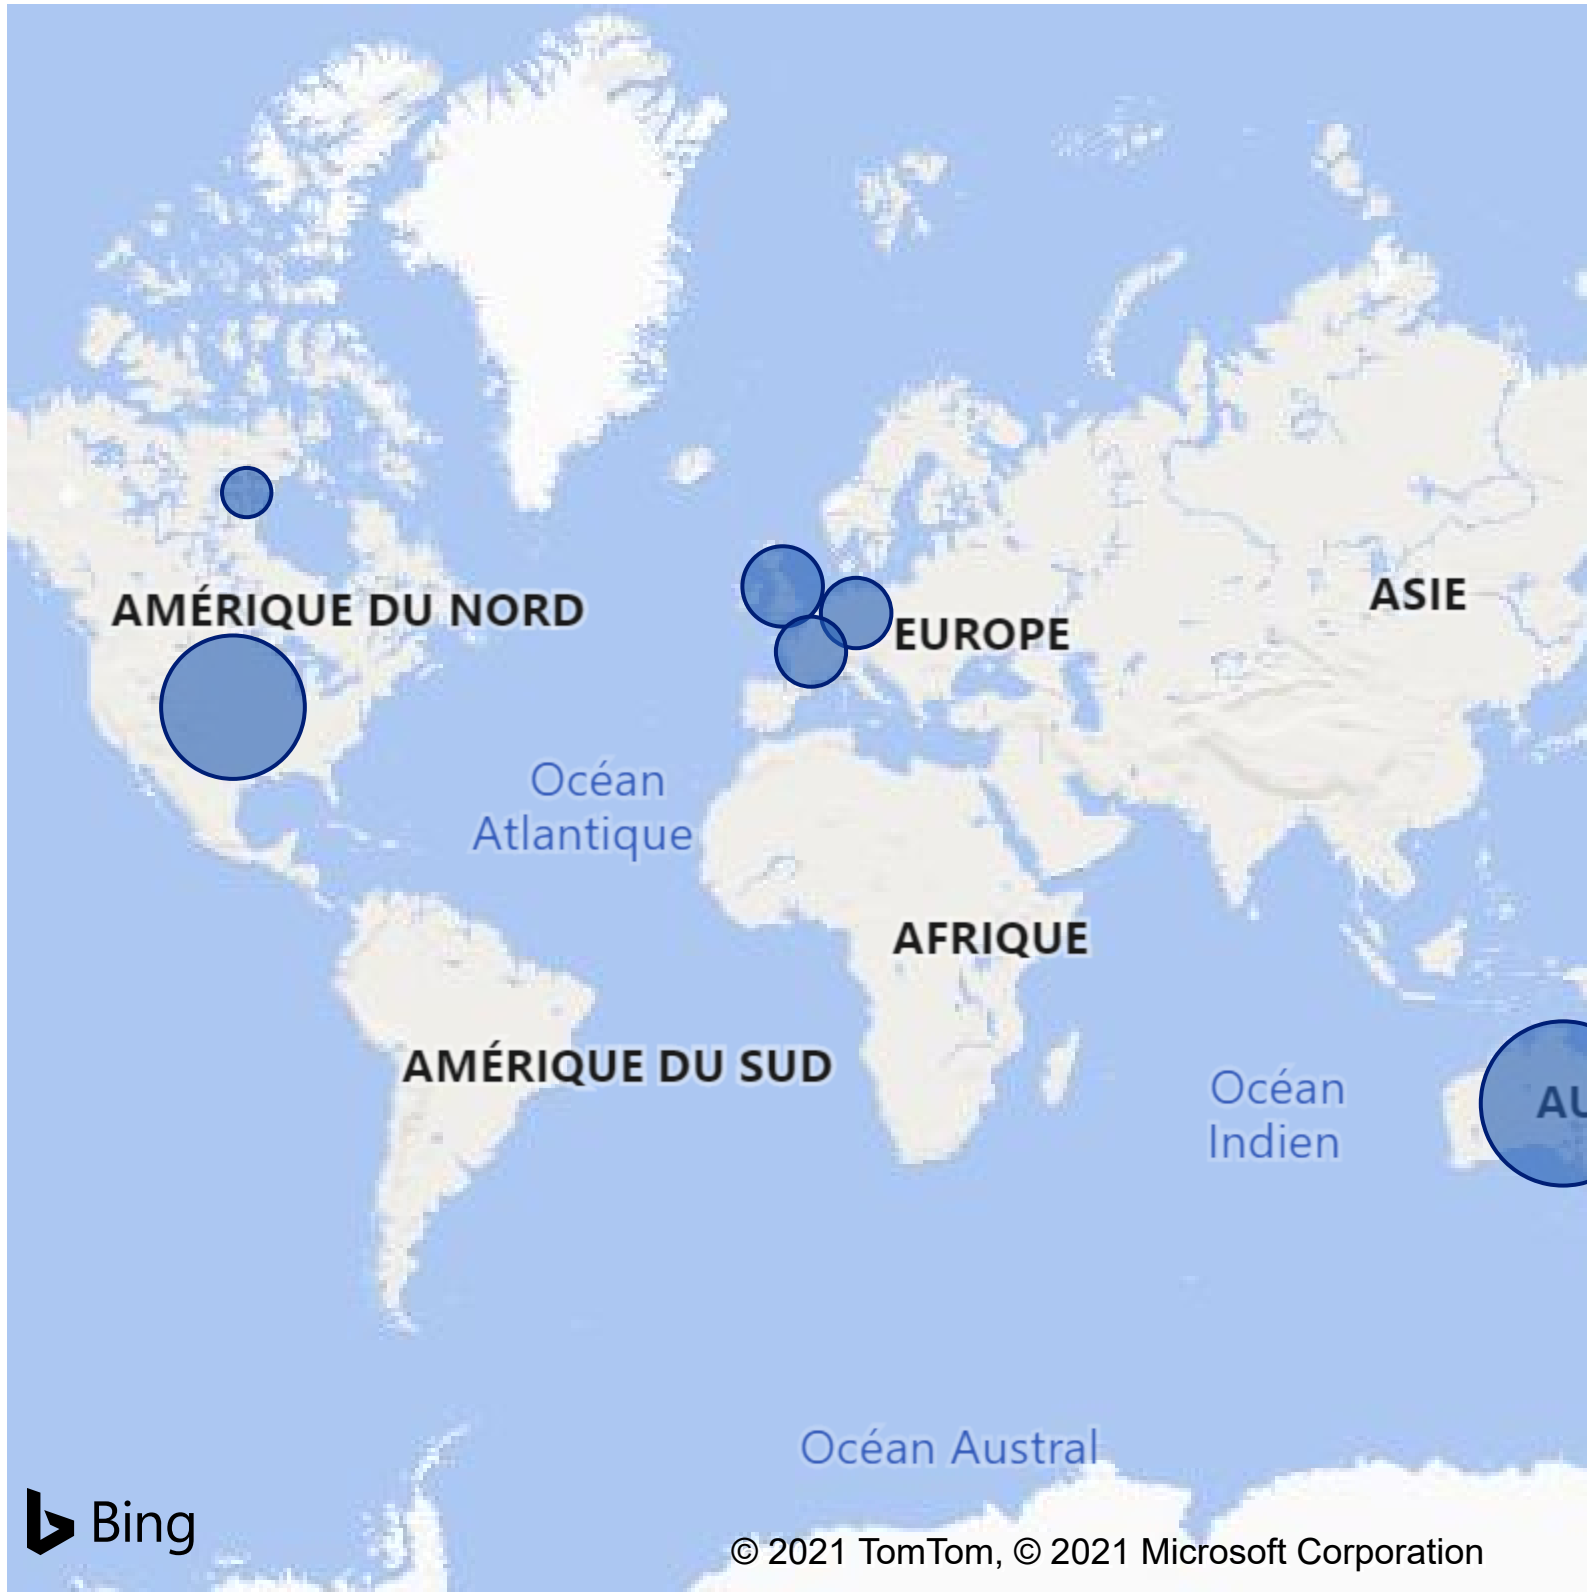 AMÉRIQUE DU NORD
EUROPE
ASIE
Océan
Atlantique
AFRIQUE
AMÉRIQUE DU SUD
Océan
Indien
AU
Océan Austral
Bing
© 2021 TomTom, © 2021 Microsoft Corporation